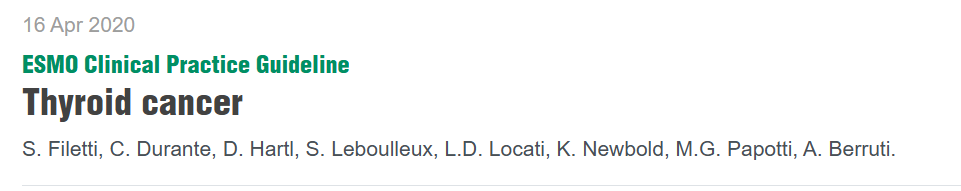 16 Apr 2020
ESMO Clinical Practice Guideline
Thyroid cancer
S. Filetti, C. Durante, D. Hartl, S. Leboulleux, L.D. Locati, K. Newbold, M.G. Papotti, A. Berruti.